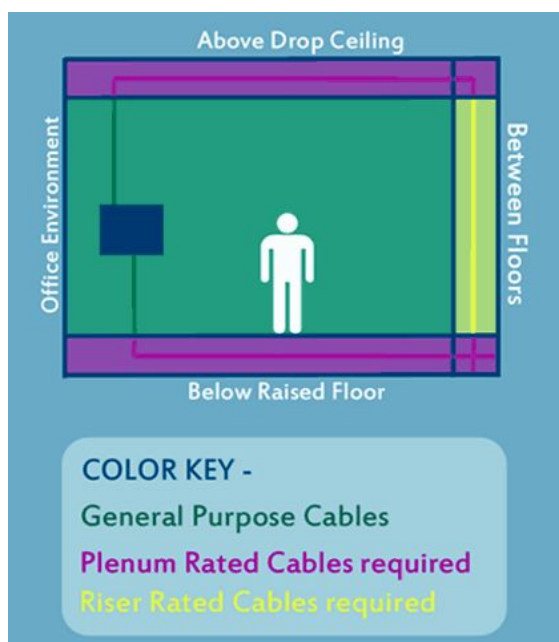 Above Drop Ceiling
Office Environment
Between Floors
Below Raised Floor
COLOR KEY -
General Purpose Cables
Plenum Rated Cables required
Riser Rated Cables required